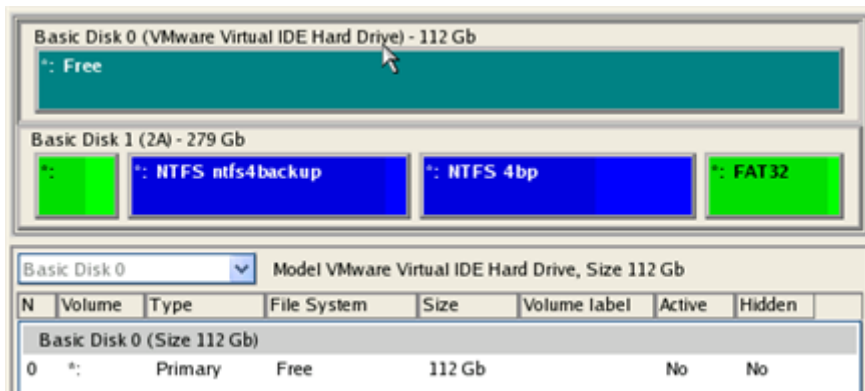 Basic Disk 0 (VMware Virtual IDE Hard Drive) - 112 Gb
*: Free
Basic Disk 1 (2A) - 279 Gb
*: *: NTFS ntfs4backup *: NTFS 4bp *: FAT32
Basic Disk 0 Model VMware Virtual IDE Hard Drive, Size 112 Gb
N Volume Type File System Size Volume label Active Hidden
Basic Disk 0 (Size 112 Gb)
0 *: Primary Free 112 Gb No No